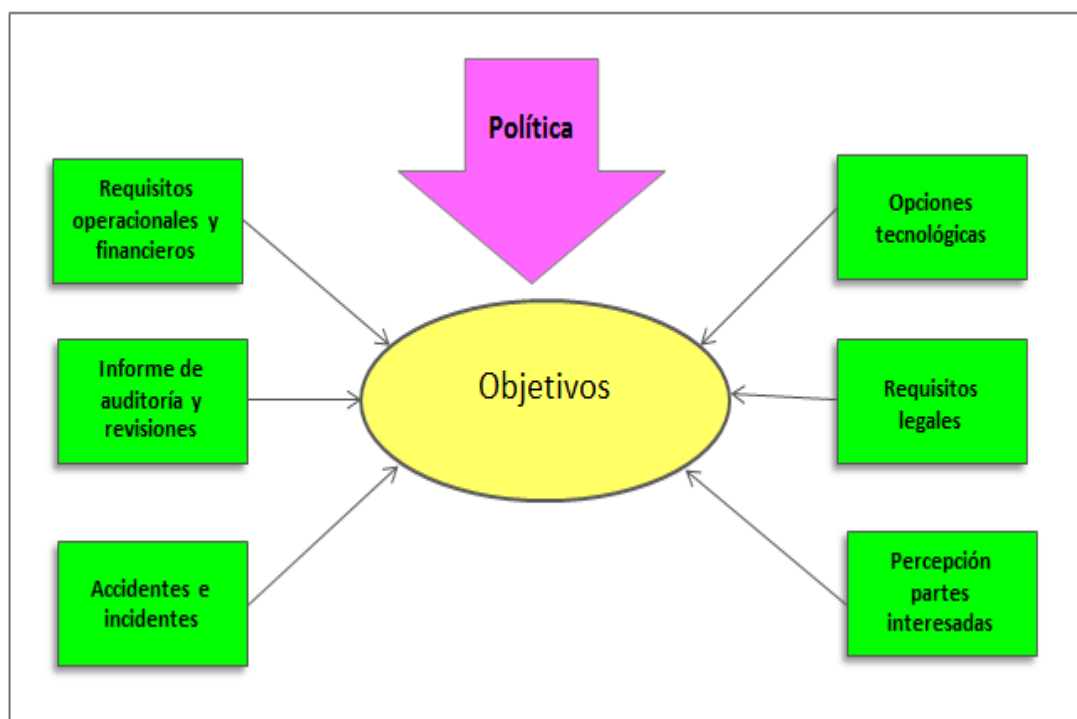 Política
Requisitos
operacionales y
financieros
Opciones
tecnológicas
Informe de
auditoría y
revisiones
Objetivos
Requisitos
legales
Accidentes e
incidentes
Percepción
partes
interesadas